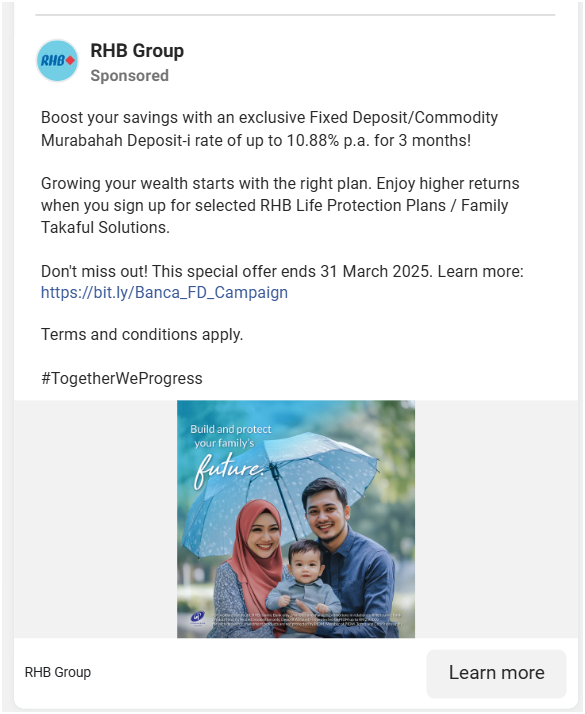 RHB
RHB Group
Sponsored
Boost your savings with an exclusive Fixed Deposit/Commodity
Murabahah Deposit-i rate of up to 10.88% p.a. for 3 months!
Growing your wealth starts with the right plan. Enjoy higher returns
when you sign up for selected RHB Life Protection Plans / Family
Takaful Solutions.
Don't miss out! This special offer ends 31 March 2025. Learn more:
https://bit.ly/Banca_FD_Campaign
Terms and conditions apply.
#TogetherWeProgress
Build and protect
your family's
future.
RHB Group
Learn more